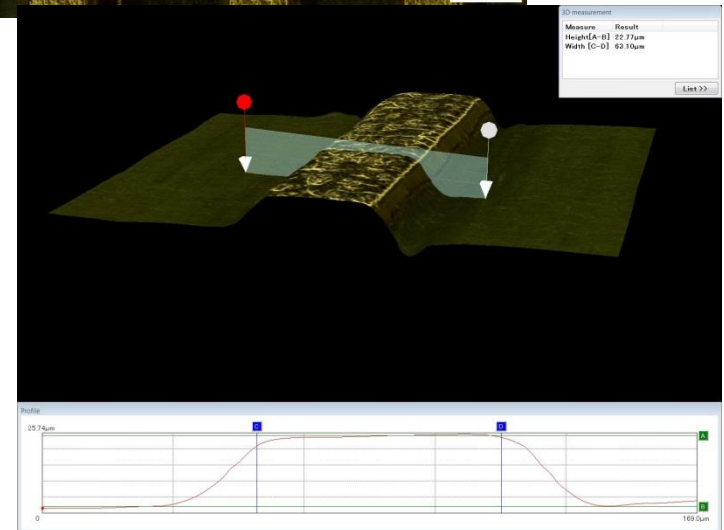 3D measurement
Measure Result
Height[A-B] 22.77µm
Width [C-D] 63.10µm
List >>
Profile
25.74µm
C
D
A
B
0
169.0µm